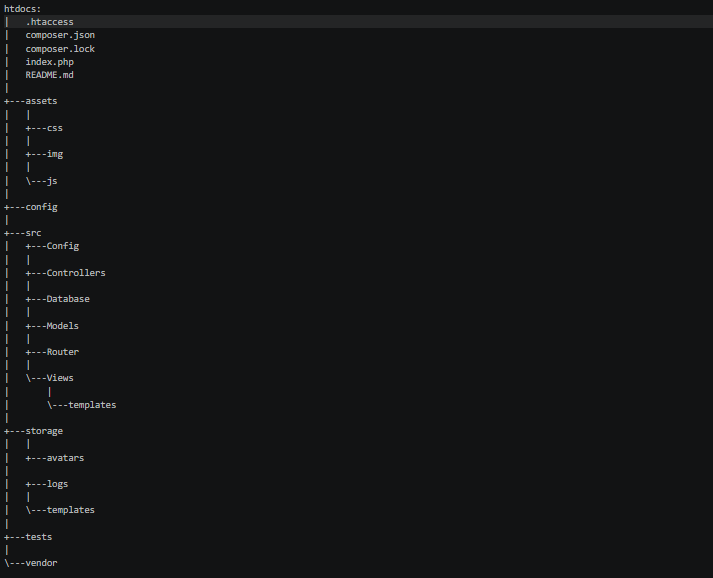 htdocs:
|   .htaccess
|   composer.json
|   composer.lock
|   index.php
|   README.md
|
+---assets
|   |
|   +---css
|   |
|   +---img
|   |
|   \---js
|
+---config
|
+---src
|   +---Config
|   |
|   +---Controllers
|   |
|   +---Database
|   |
|   +---Models
|   |
|   +---Router
|   |
|   \---Views
|       |
|       \---templates
|
+---storage
|   |
|   +---avatars
|
|   +---logs
|   |
|   \---templates
|
+---tests
|
\---vendor